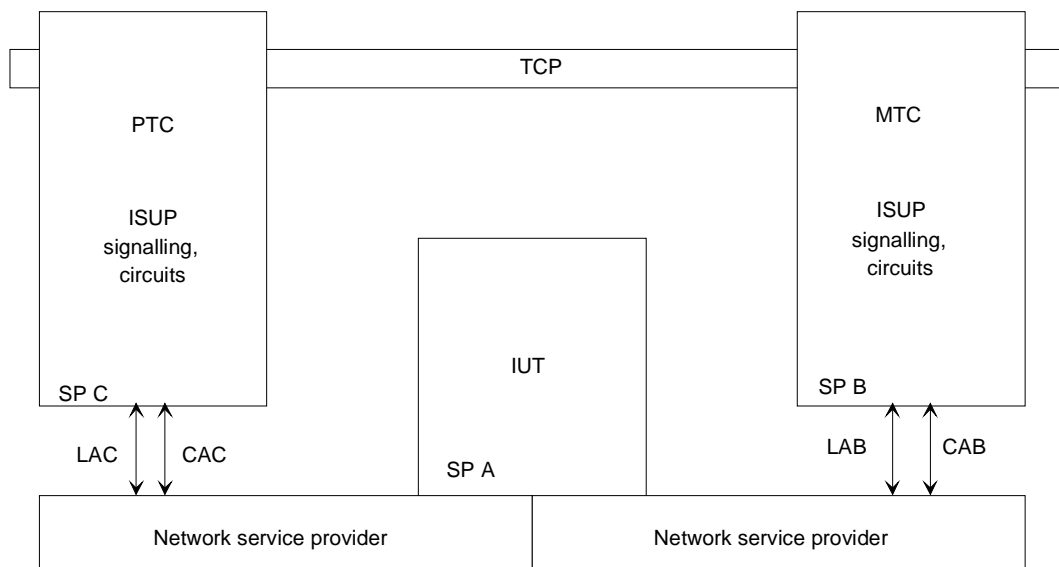 TCP
PTC
MTC
ISUP
signalling,
circuits
ISUP
signalling,
circuits
IUT
SP C
SP B
LAC
CAC
LAB
CAB
SP A
Network service provider
Network service provider